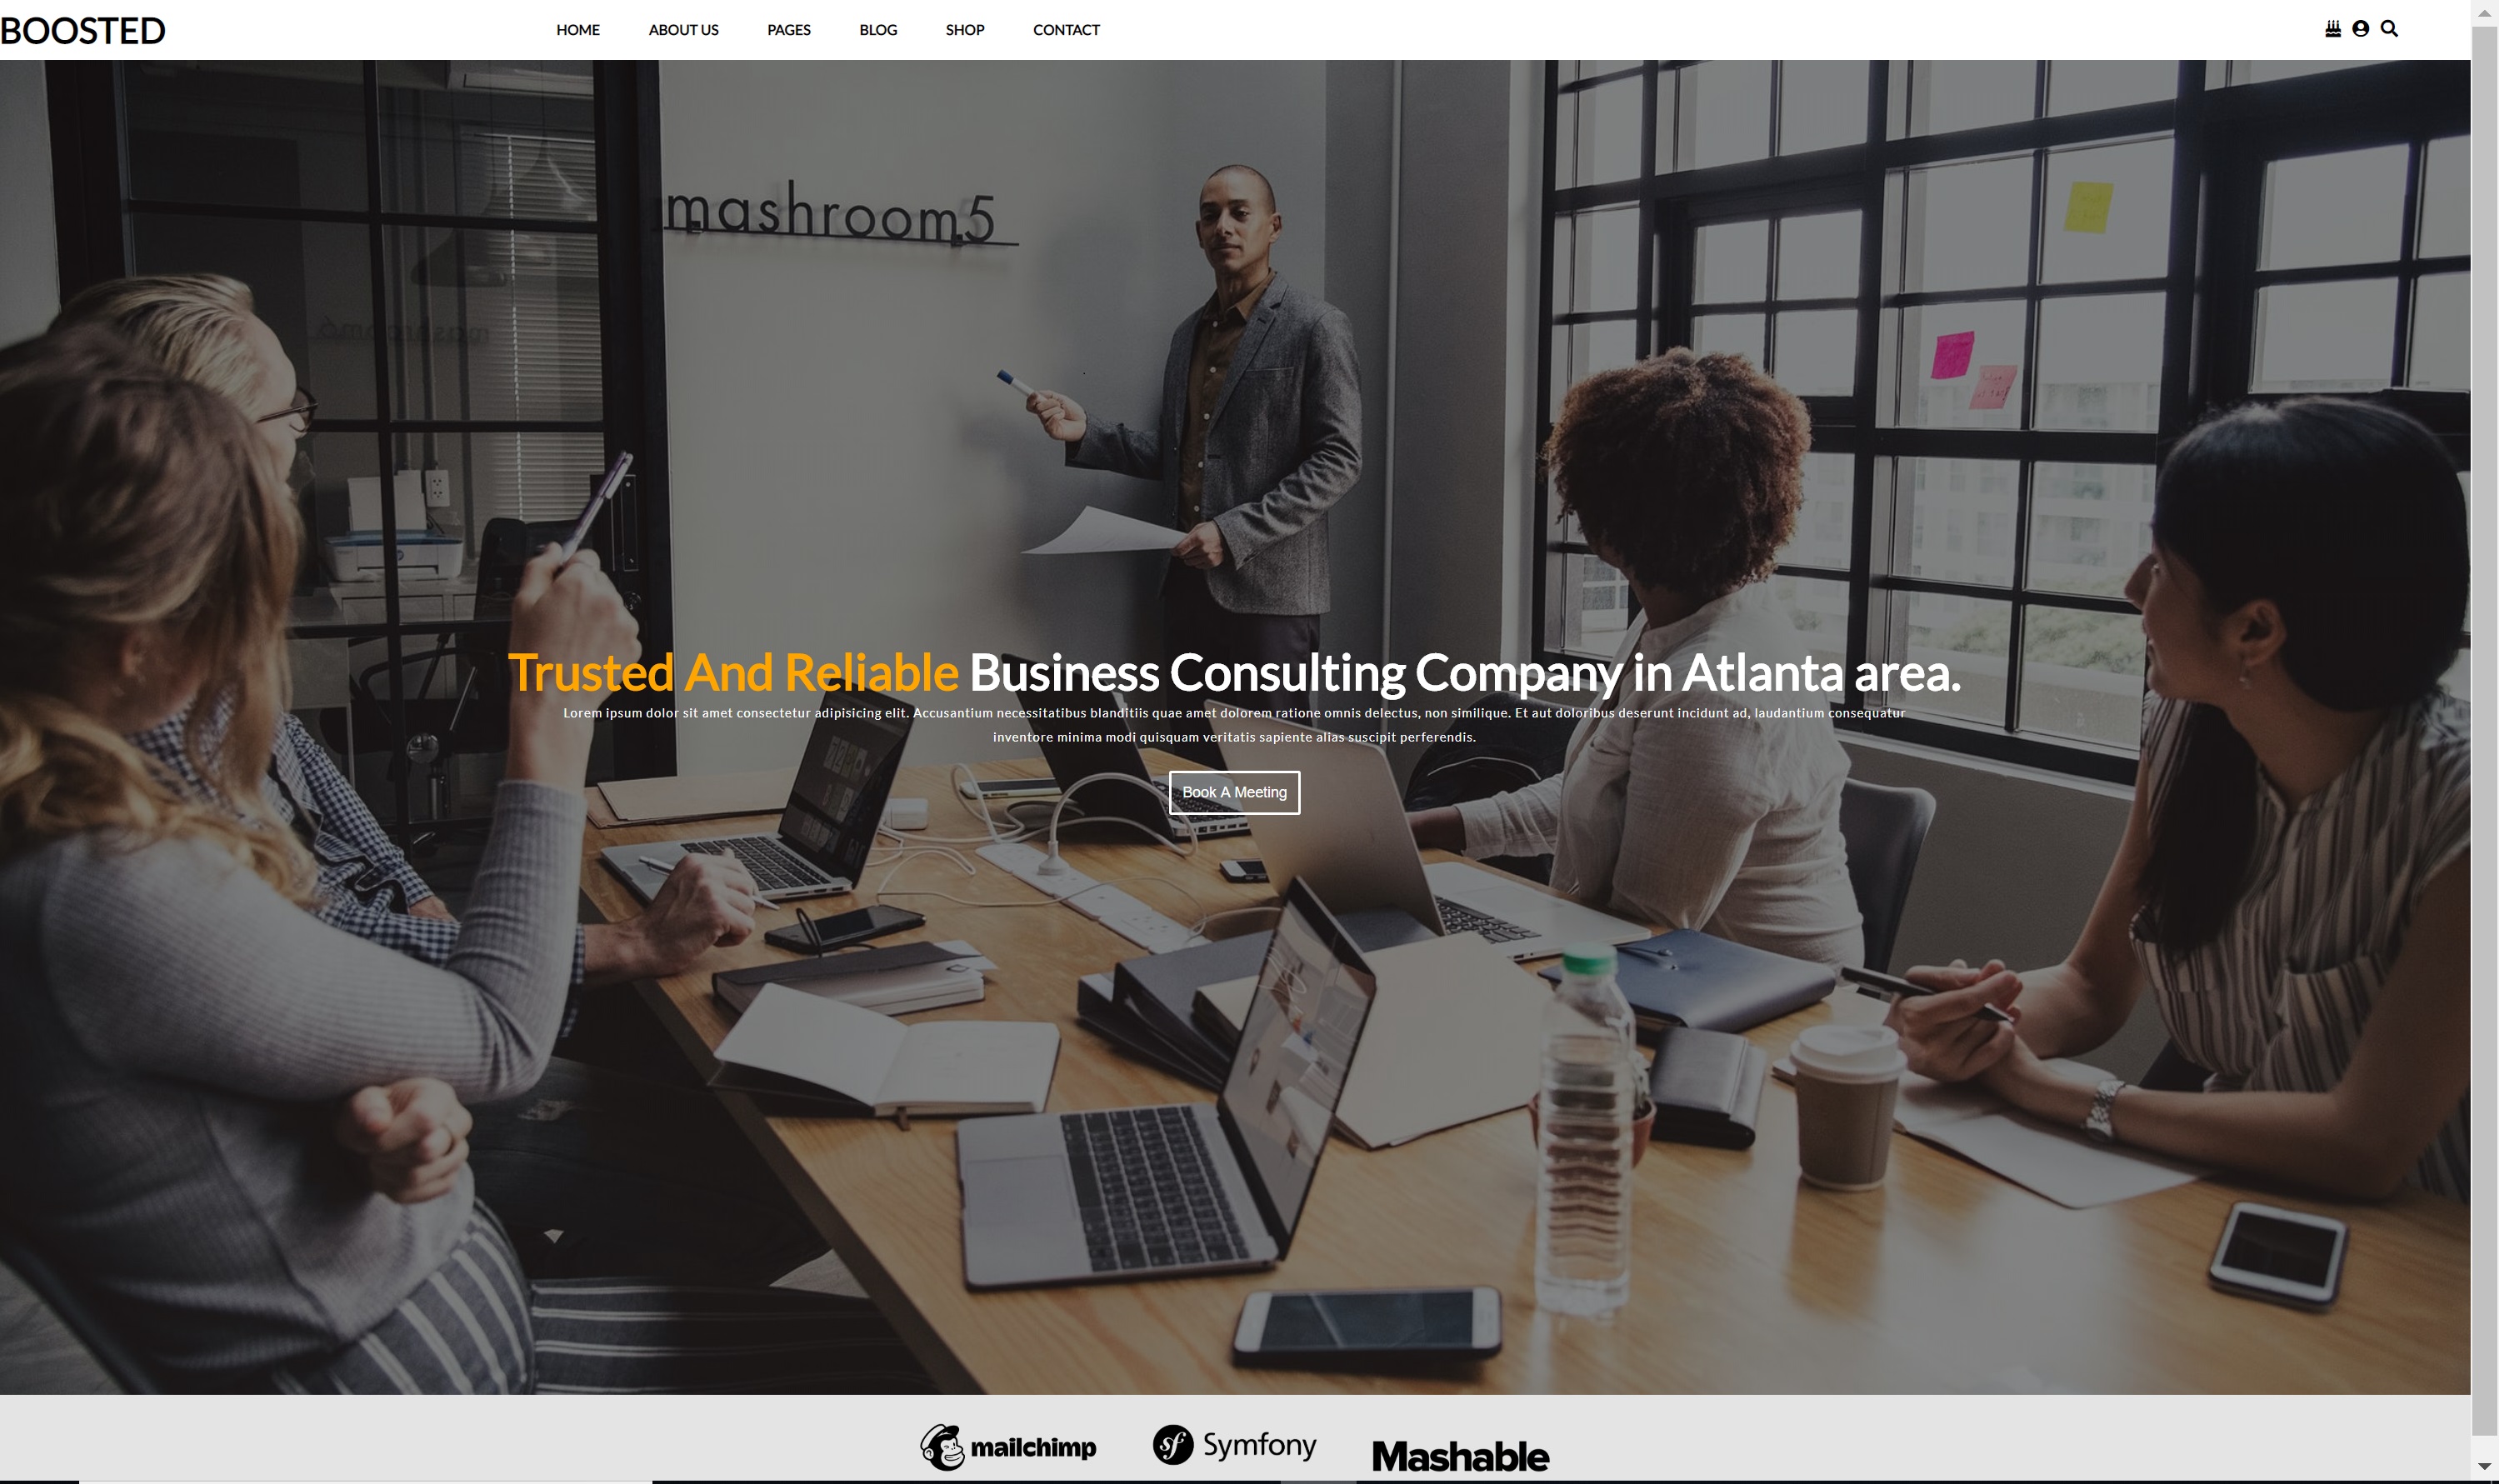 BOOSTED
HOME ABOUT US PAGES BLOG SHOP CONTACT
mashroom5
Trusted And Reliable Business Consulting Company in Atlanta area.
Lorem ipsum dolor sit amet consectetur adipisicing elit. Accusantium necessitatibus blanditiis quae amet dolorem ratione omnis delectus, non similique. Et aut doloribus deserunt incidunt ad, laudantium consequatur
inventore minima modi quisquam veritatis sapiente alias suscipit perferendis.
Book A Meeting
mailchimp
sf Symfony
Mashable